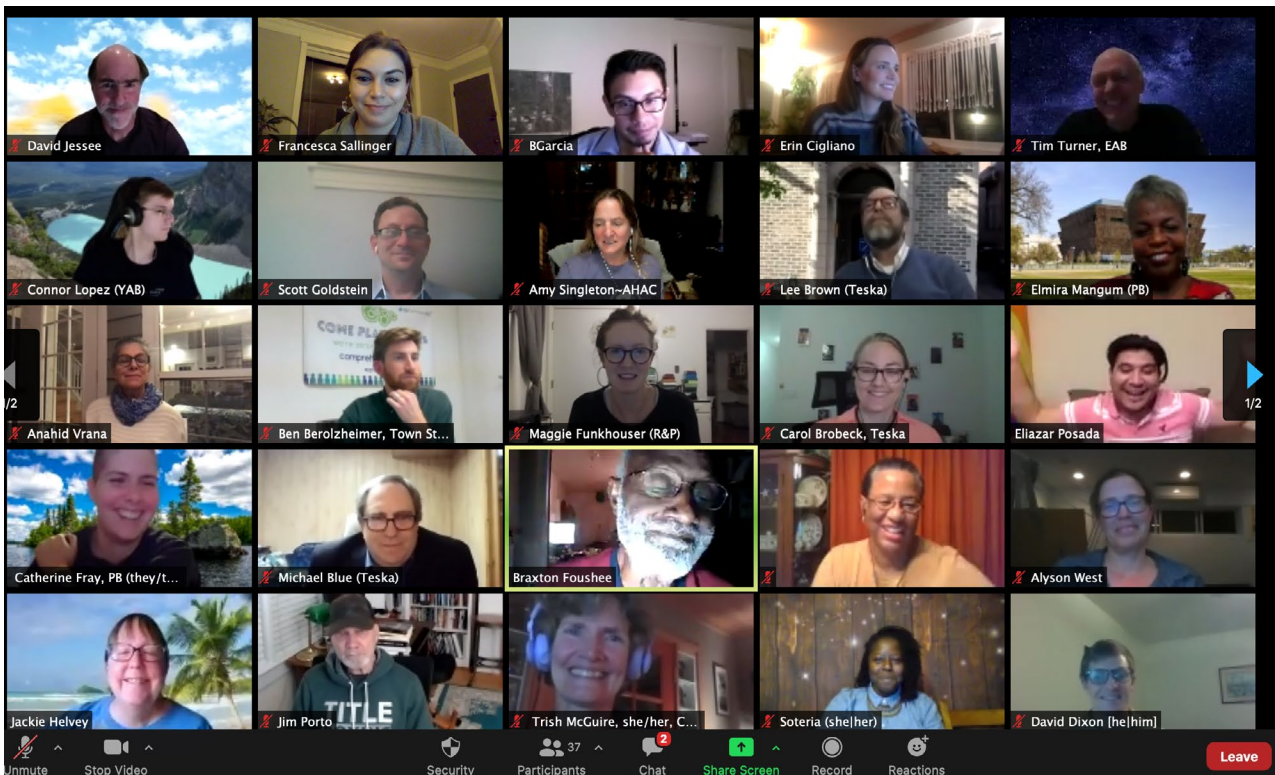 David Jessee
Francesca Sallinger
BGarcia
Erin Cigliano
Tim Turner, EAB
Connor Lopez (YAB)
Scott Goldstein
Amy Singleton~AHAC
Lee Brown (Teska)
Elmira Mangum (PB)
COME PLA
compreh
1/2
1/2
Anahid Vrana
Ben Berolzheimer, Town St...
Maggie Funkhouser (R&P)
Carol Brobeck, Teska
Eliazar Posada
Catherine Fray, PB (they/t...
Michael Blue (Teska)
Braxton Foushee
Alyson West
TITLE
Jackie Helvey
Jim Porto
Trish McGuire, she/her, C...
Soteria (she|her)
David Dixon [he|him]
37
2
Unmute
Stop Video
Security
Participants
Chat
Share Screen
Record
Reactions
Leave